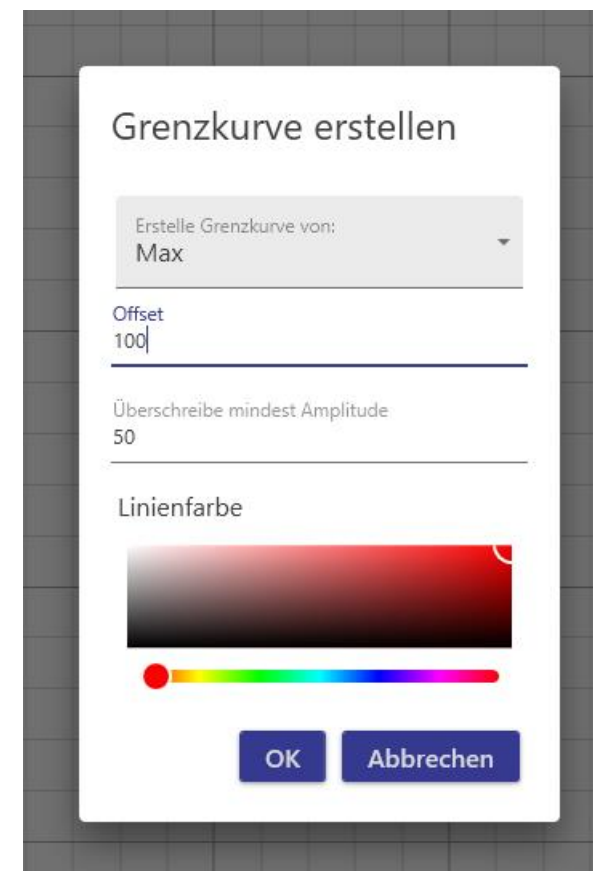 Grenzkurve erstellen
Erstelle Grenzkurve von:
Max
Offset
100
Überschreibe mindest Amplitude
50
Linienfarbe
OK Abbrechen